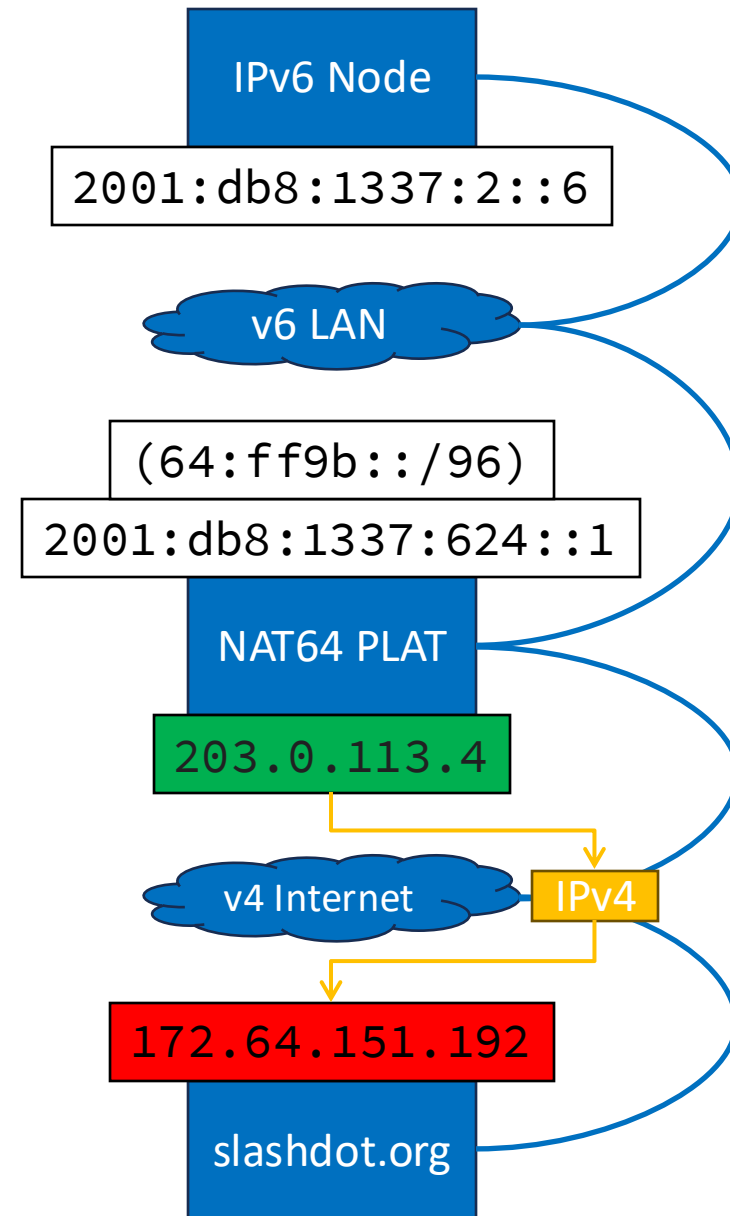 IPv6 Node
2001:db8:1337:2::6
v6 LAN
(64:ff9b::/96)
2001:db8:1337:624::1
NAT64 PLAT
203.0.113.4
v4 Internet
IPv4
172.64.151.192
slashdot.org